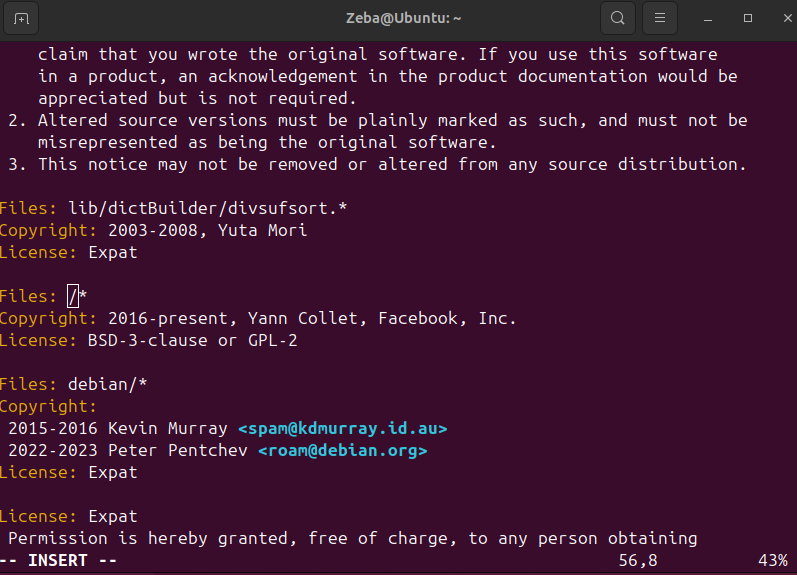 Zeba@Ubuntu: ~
claim that you wrote the original software. If you use this software
in a product, an acknowledgement in the product documentation would be
appreciated but is not required.
2. Altered source versions must be plainly marked as such, and must not be
misrepresented as being the original software.
3. This notice may not be removed or altered from any source distribution.
Files: lib/dictBuilder/divsufsort.*
Copyright: 2003-2008, Yuta Mori
License: Expat
Files: /*
Copyright: 2016-present, Yann Collet, Facebook, Inc.
License: BSD-3-clause or GPL-2
Files: debian/*
Copyright:
2015-2016 Kevin Murray <spam@kdmurray.id.au>
2022-2023 Peter Pentchev <roam@debian.org>
License: Expat
License: Expat
Permission is hereby granted, free of charge, to any person obtaining
-- INSERT -- 56,8 43%